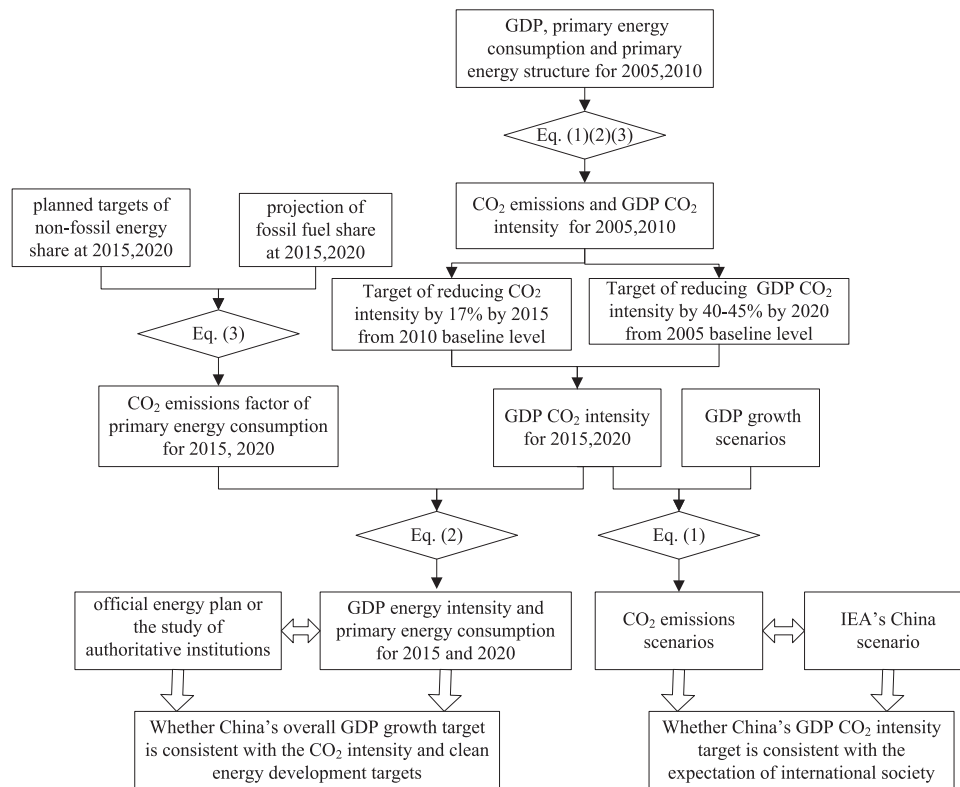 GDP, primary energy
consumption and primary
energy structure for 2005,2010
Eq. (1)(2)(3)
planned targets of
non-fossil energy
share at 2015,2020
projection of
fossil fuel share
at 2015,2020
CO₂ emissions and GDP CO₂
intensity for 2005,2010
Target of reducing CO₂
intensity by 17% by 2015
from 2010 baseline level
Target of reducing GDP CO₂
intensity by 40-45% by 2020
from 2005 baseline level
Eq. (3)
CO₂ emissions factor of
primary energy consumption
for 2015, 2020
GDP CO₂ intensity
for 2015,2020
GDP growth
scenarios
Eq. (2)
Eq. (1)
official energy plan or
the study of
authoritative institutions
GDP energy intensity and
primary energy consumption
for 2015 and 2020
CO₂ emissions
scenarios
IEA's China
scenario
Whether China's overall GDP growth target
is consistent with the CO₂ intensity and clean
energy development targets
Whether China's GDP CO₂ intensity
target is consistent with the
expectation of international society